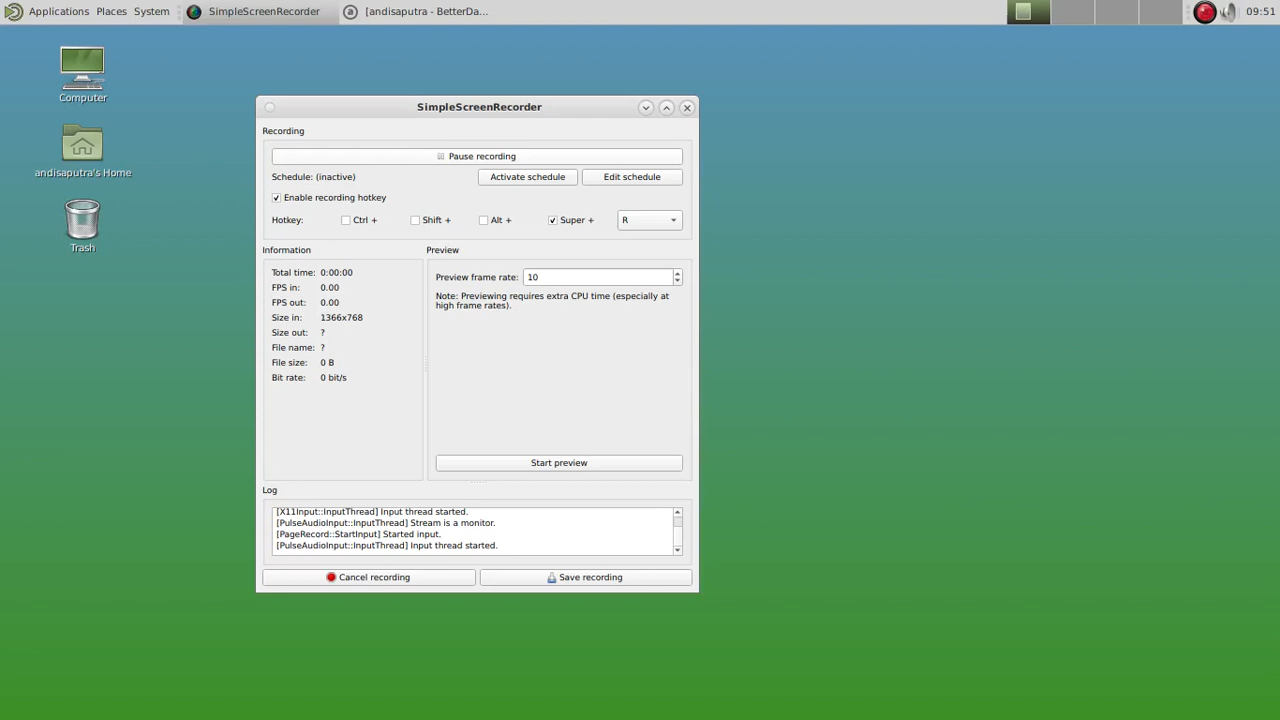 Applications Places System SimpleScreenRecorder [andisaputra - BetterDa... 09:51
Computer
andisaputra's Home
Trash
SimpleScreenRecorder
Recording
Pause recording
Schedule: (inactive) Activate schedule Edit schedule
Enable recording hotkey
Hotkey: Ctrl + Shift + Alt + Super + R
Information
Total time: 0:00:00
FPS in: 0.00
FPS out: 0.00
Size in: 1366x768
Size out: ?
File name: ?
File size: 0 B
Bit rate: 0 bit/s
Preview
Preview frame rate: 10
Note: Previewing requires extra CPU time (especially at
high frame rates).
Start preview
Log
[X11Input::InputThread] Input thread started.
[PulseAudioInput::InputThread] Stream is a monitor.
[PageRecord::StartInput] Started input.
[PulseAudioInput::InputThread] Input thread started.
Cancel recording Save recording